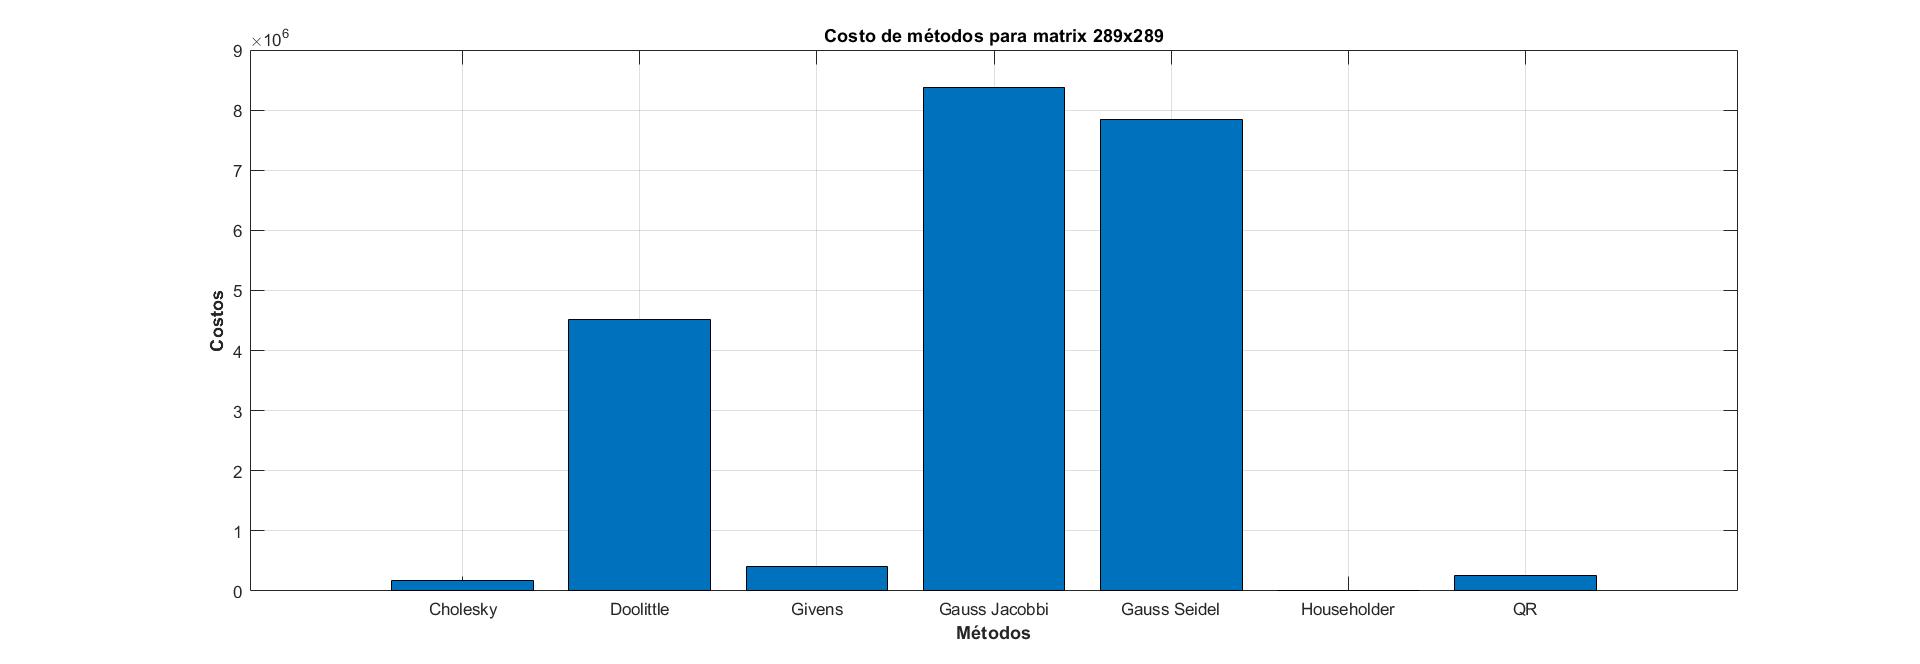 Costo de métodos para matrix 289x289
×10^6
9
8
7
6
5
4
3
2
1
0
Costos
Cholesky Doolittle Givens Gauss Jacobbi Gauss Seidel Householder QR
Métodos